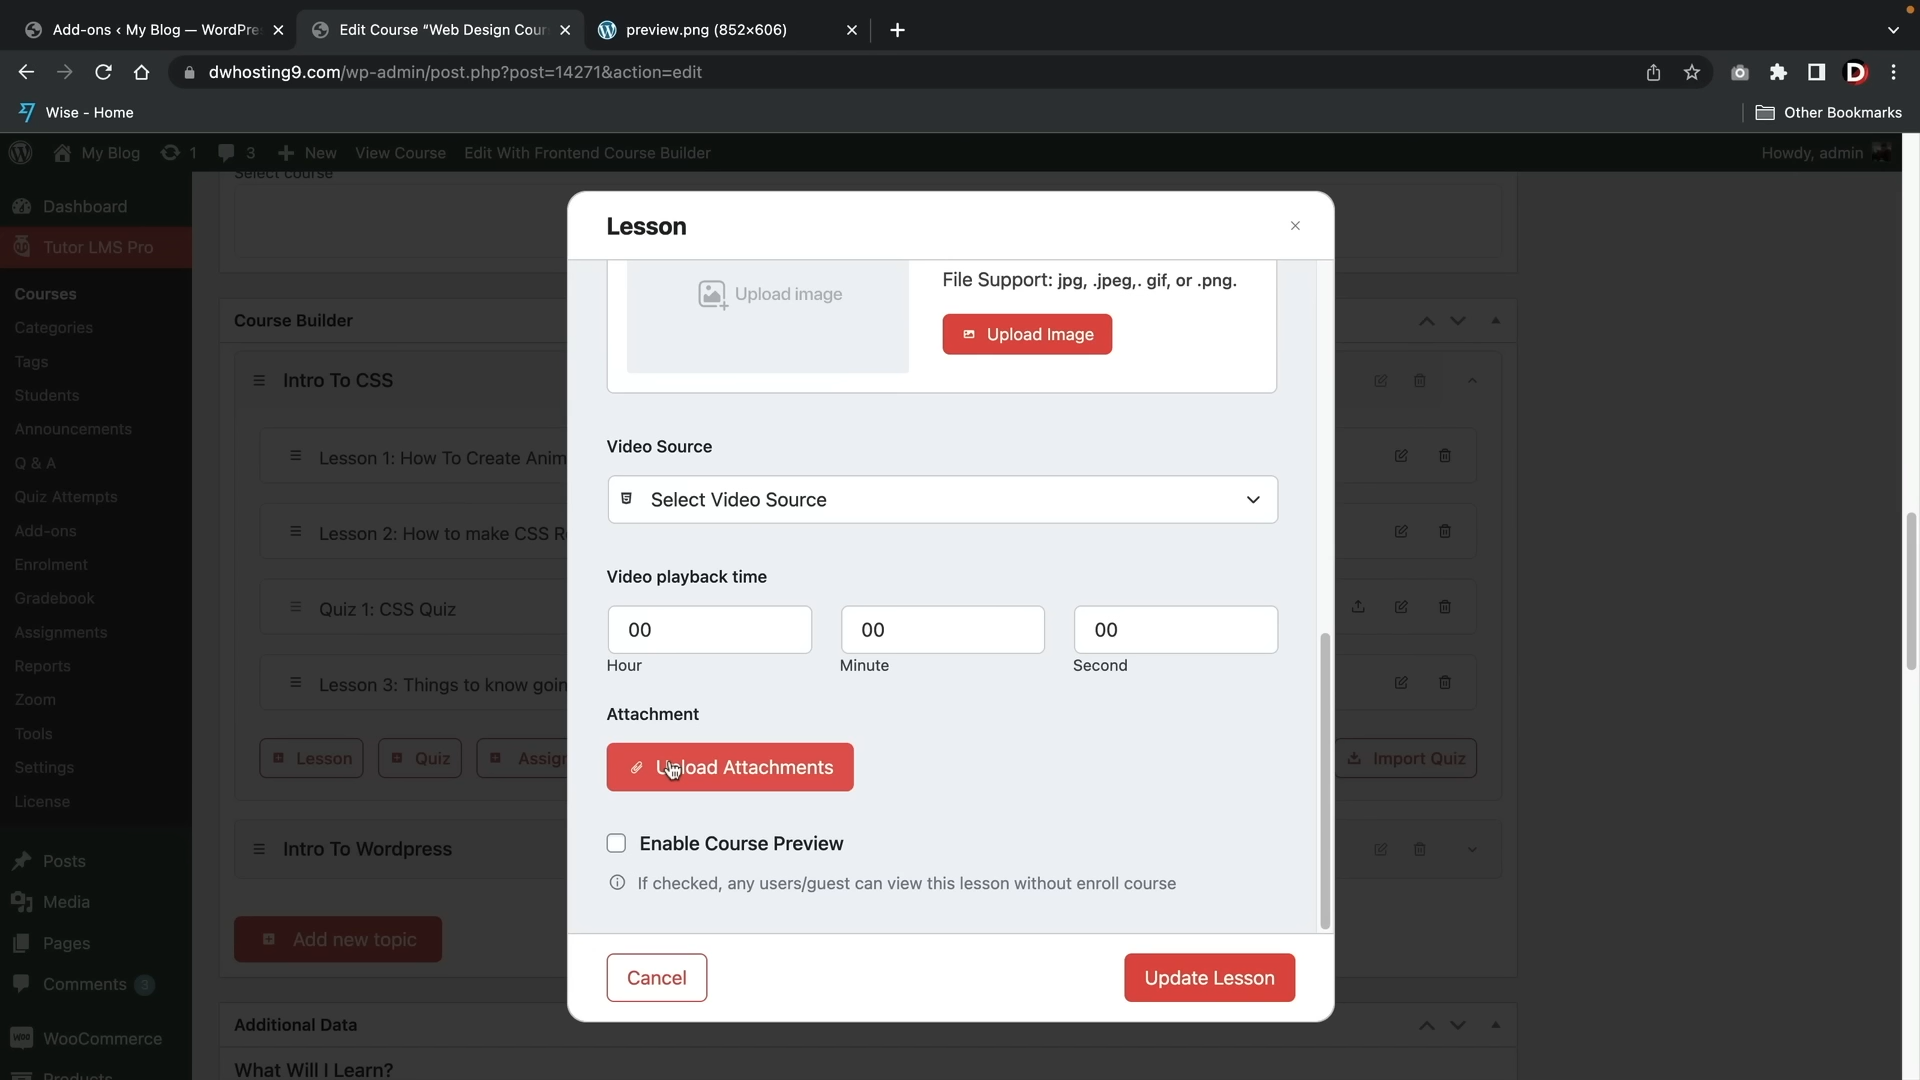 Add-ons ‹ My Blog — WordPre
Edit Course “Web Design Cour
preview.png (852×606)
dwhosting9.com/wp-admin/post.php?post=14271&action=edit
Wise - Home
Other Bookmarks
My Blog
1
3
New
View Course
Edit With Frontend Course Builder
Howdy, admin
Dashboard
Tutor LMS Pro
Courses
Categories
Tags
Students
Announcements
Q & A
Quiz Attempts
Add-ons
Enrolment
Gradebook
Assignments
Reports
Zoom
Tools
Settings
License
Posts
Media
Pages
Comments 3
WooCommerce
Products
Select course
Course Builder
Intro To CSS
Lesson 1: How To Create Anim
Lesson 2: How to make CSS R
Quiz 1: CSS Quiz
Lesson 3: Things to know goin
Lesson
Quiz
Assig
Import Quiz
Intro To Wordpress
Add new topic
Additional Data
What Will I Learn?
Lesson
Upload image
File Support: jpg, .jpeg,. gif, or .png.
Upload Image
Video Source
Select Video Source
Video playback time
00
00
00
Hour
Minute
Second
Attachment
Upload Attachments
Enable Course Preview
If checked, any users/guest can view this lesson without enroll course
Cancel
Update Lesson